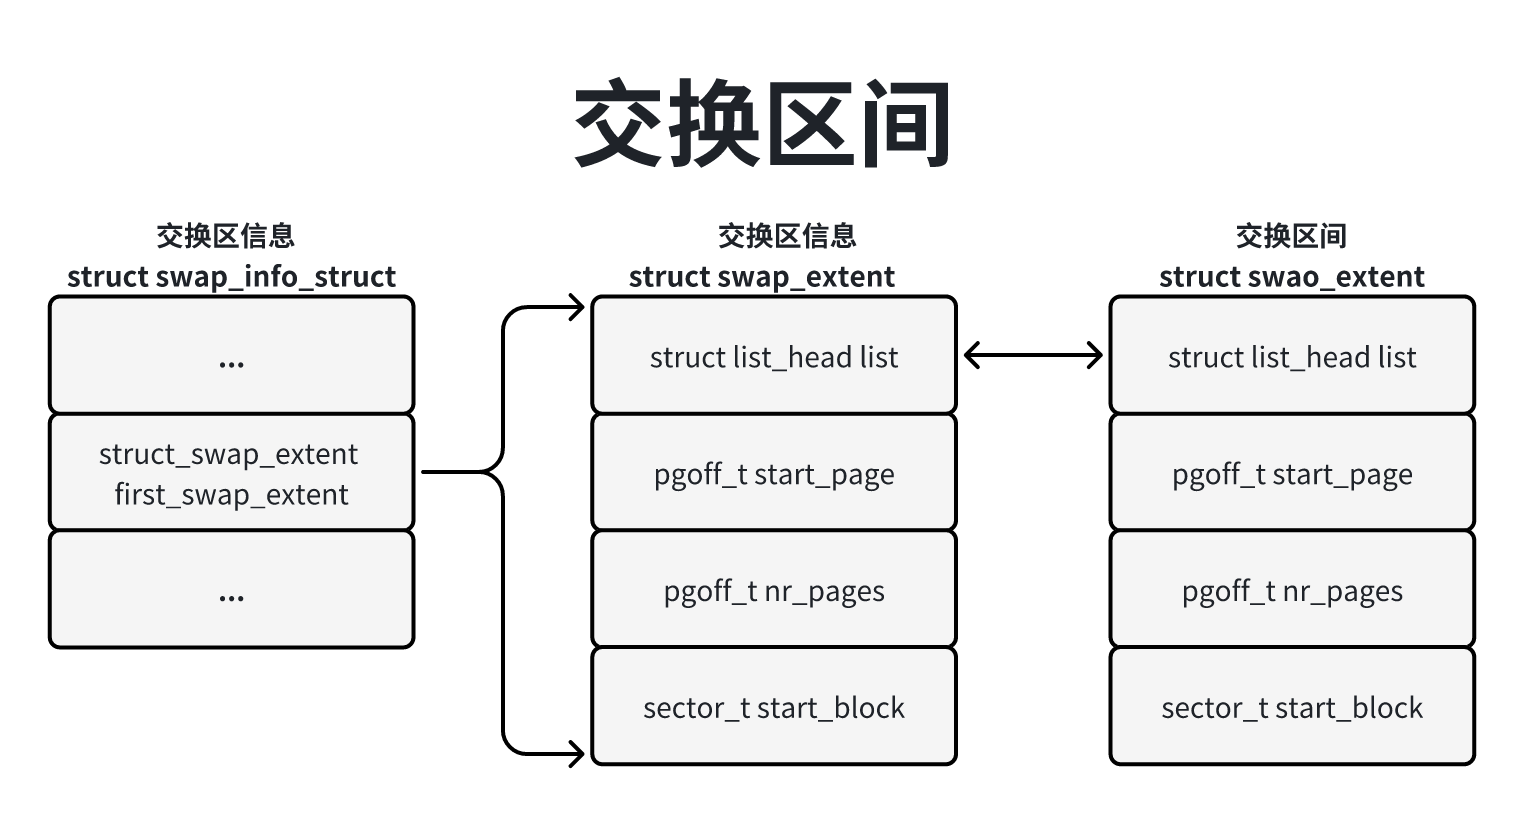 交换区间
交换区信息
struct swap_info_struct
...
struct_swap_extent
first_swap_extent
...
交换区信息
struct swap_extent
struct list_head list
pgoff_t start_page
pgoff_t nr_pages
sector_t start_block
交换区间
struct swao_extent
struct list_head list
pgoff_t start_page
pgoff_t nr_pages
sector_t start_block